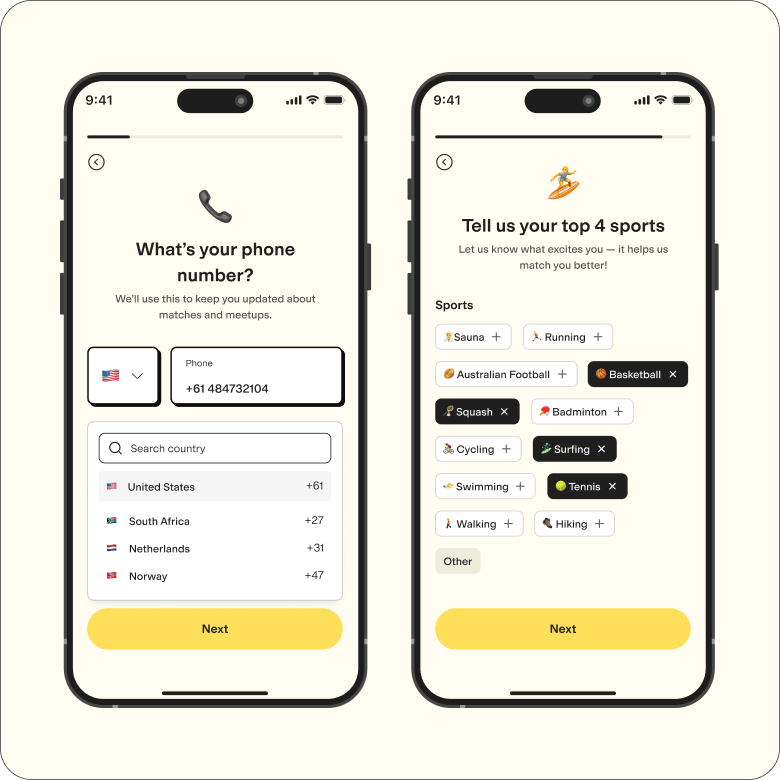 9:41
What's your phone
number?
We'll use this to keep you updated about
matches and meetups.
Phone
+61 484732104
Search country
United States +61
South Africa +27
Netherlands +31
Norway +47
Next
9:41
Tell us your top 4 sports
Let us know what excites you — it helps us
match you better!
Sports
Sauna + Running +
Australian Football + Basketball ×
Squash × Badminton +
Cycling + Surfing ×
Swimming + Tennis ×
Walking + Hiking +
Other
Next